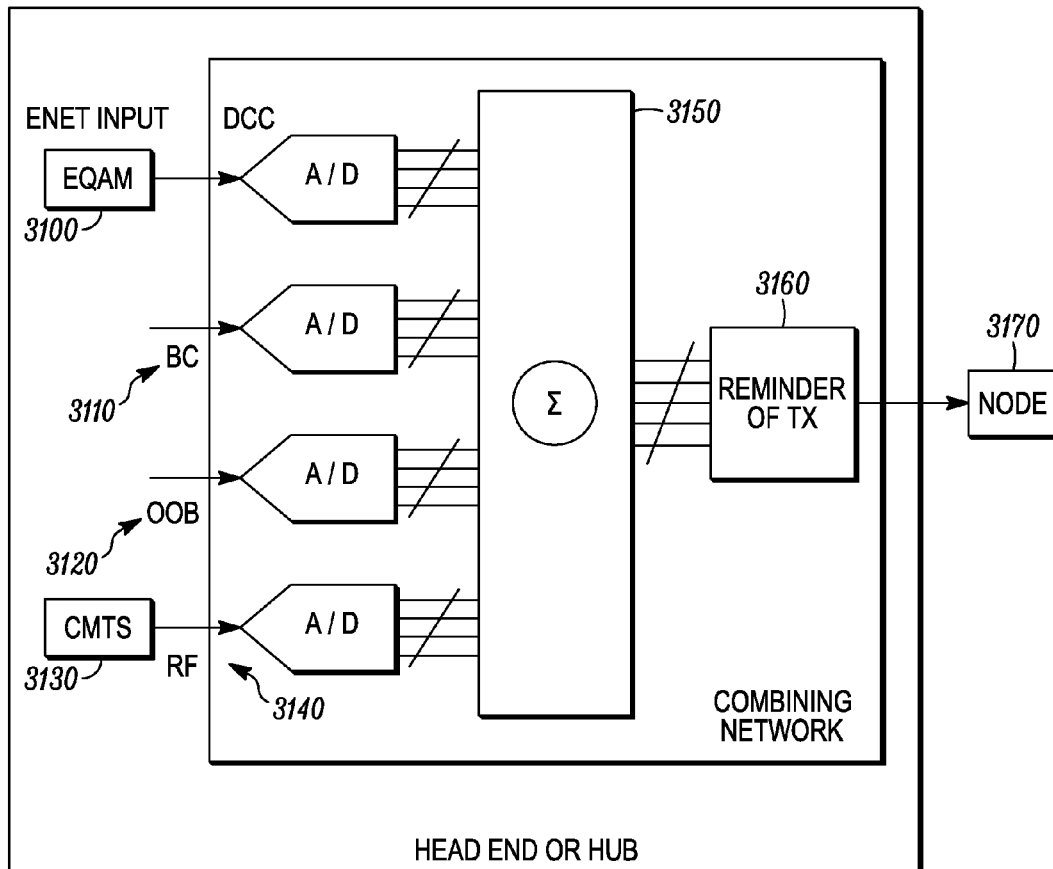 ENET INPUT
DCC
EQAM
3100
A / D
3150
BC
3110
A / D
Σ
3160
REMINDER
OF TX
3170
NODE
OOB
3120
A / D
CMTS
3130
RF
3140
A / D
COMBINING
NETWORK
HEAD END OR HUB